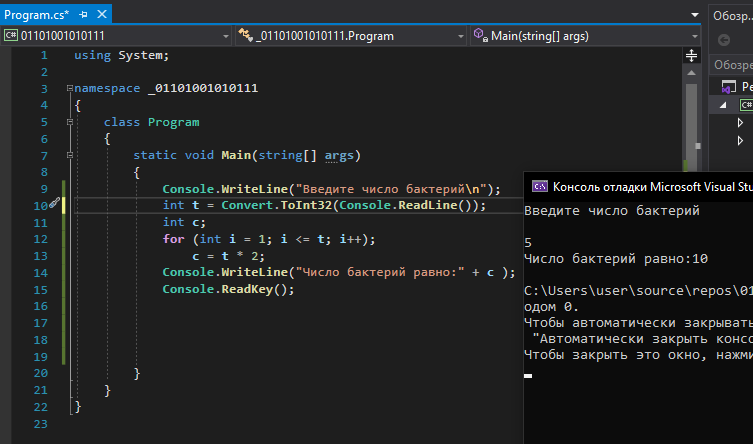 Program.cs*
Обозр..
C# 01101001010111
_01101001010111.Program
Main(string[] args)
Обозре
1 using System;
2
3 namespace _01101001010111
4 {
5 class Program
6 {
7 static void Main(string[] args)
8 {
9 Console.WriteLine("Введите число бактерий\n");
10 int t = Convert.ToInt32(Console.ReadLine());
11 int c;
12 for (int i = 1; i <= t; i++);
13 c = t * 2;
14 Console.WriteLine("Число бактерий равно:" + c );
15 Console.ReadKey();
16
17
18
19
20 }
21 }
22 }
23
Ре
C#
C:\ Консоль отладки Microsoft Visual Stu
Введите число бактерий
5
Число бактерий равно:10
C:\Users\user\source\repos\01
одом 0.
Чтобы автоматически закрывать
"Автоматически закрыть консо
Чтобы закрыть это окно, нажми